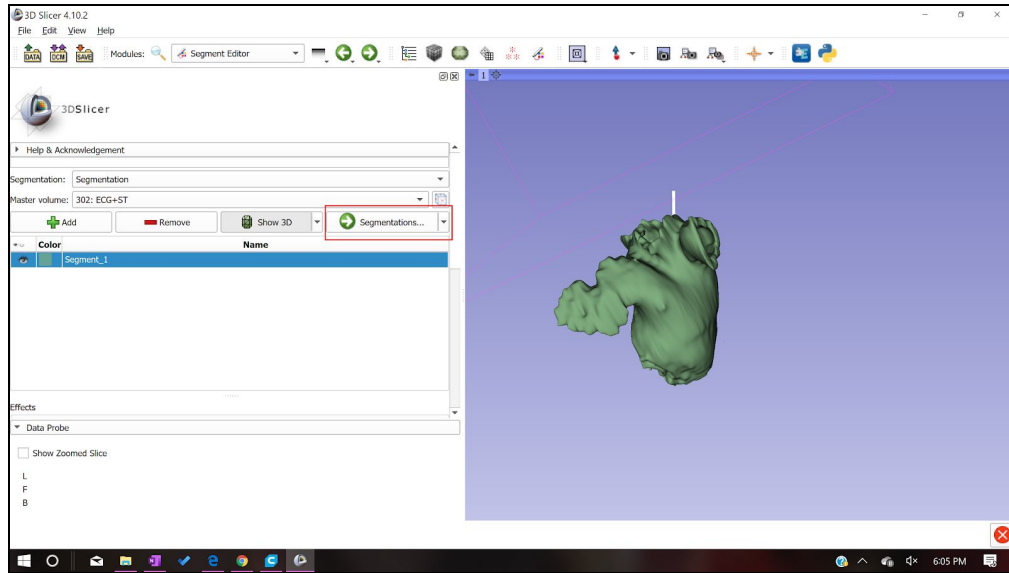 3D Slicer 4.10.2
File Edit View Help
DATA DCM SAVE Modules: Segment Editor
1
3DSlicer
Help & Acknowledgement
Segmentation: Segmentation
Master volume: 302: ECG+ST
Add Remove Show 3D Segmentations...
Color Name
Segment_1
Effects
Data Probe
Show Zoomed Slice
L
F
B
6:05 PM